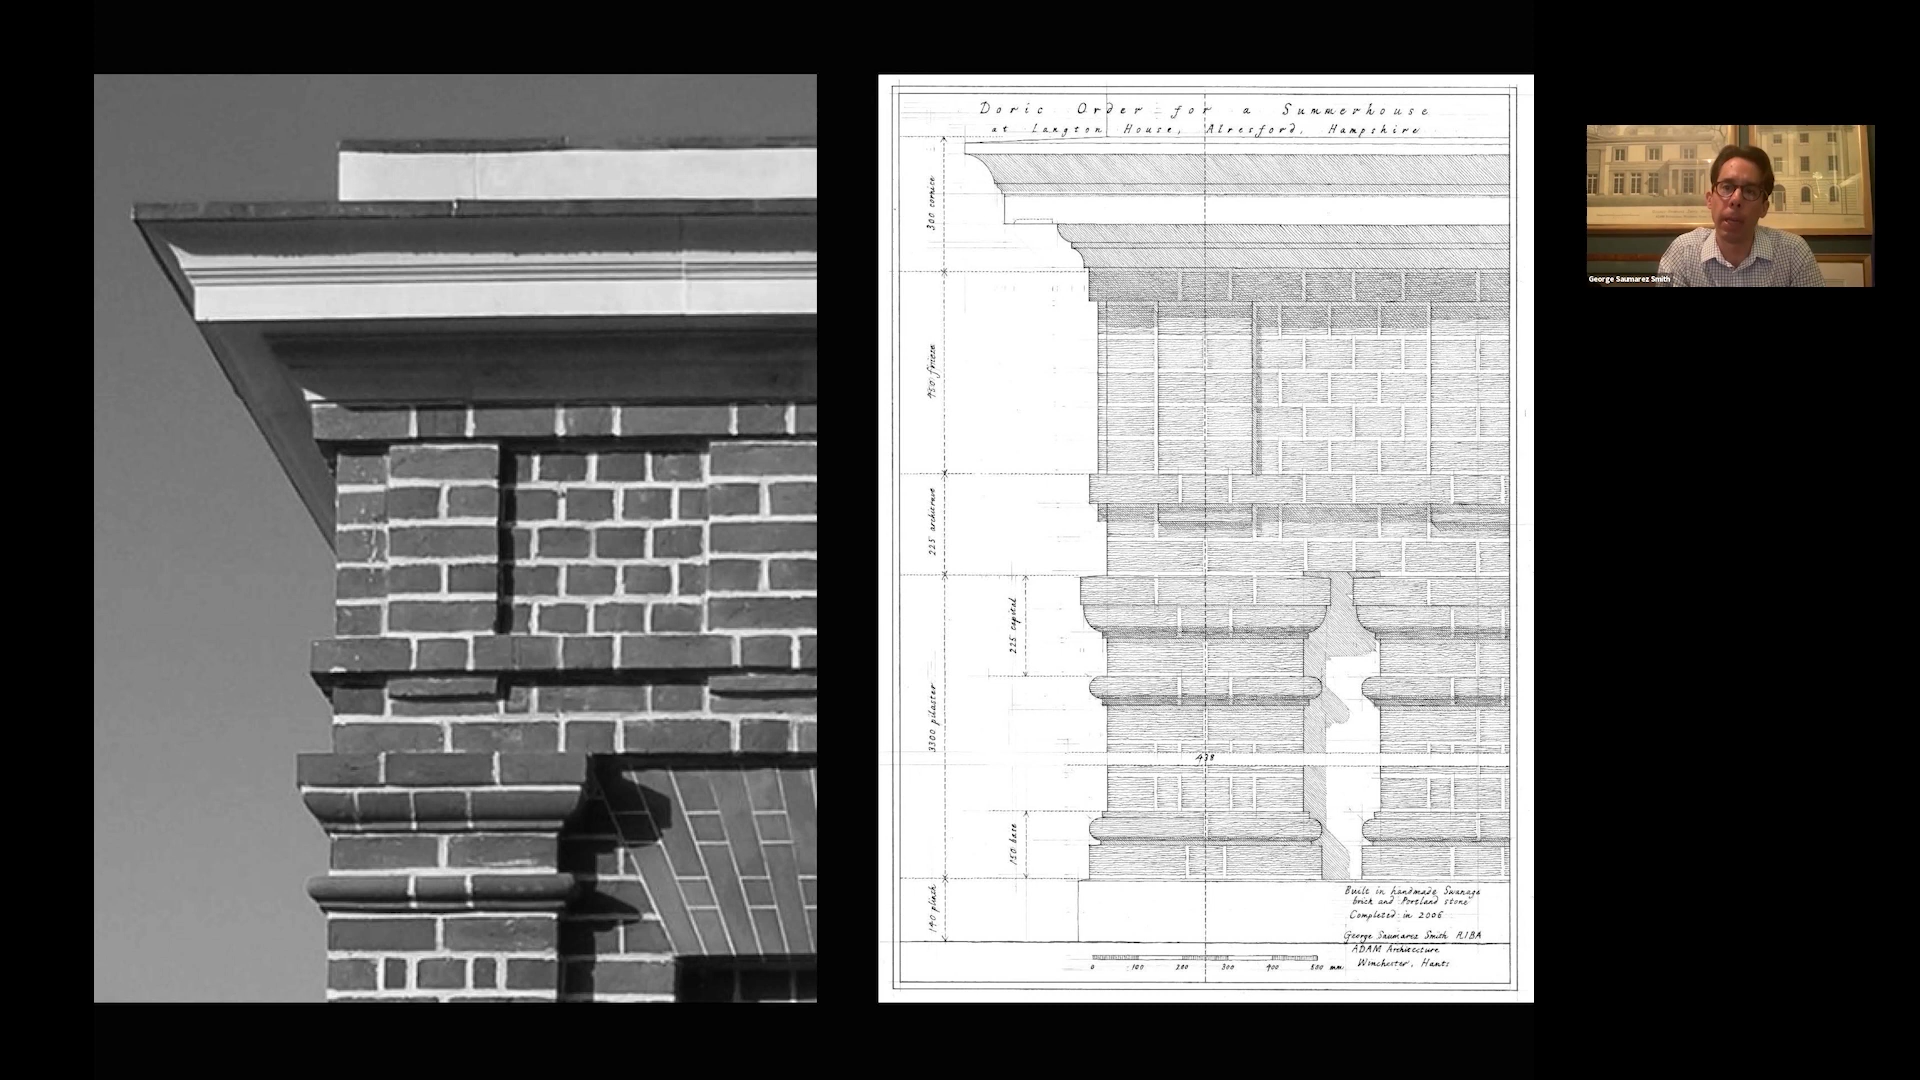 Doric Order for a Summerhouse
at Langton House, Alresford, Hampshire
300 cornice
450 frieze
225 architrave
225 capital
3300 pilaster
438
150 base
140 plinth
Built in handmade Swanage
brick and Portland stone
Completed in 2006
George Saumarez Smith RIBA
ADAM Architecture
Winchester, Hants
0 100 200 300 400 500 mm
George Saumarez Smith